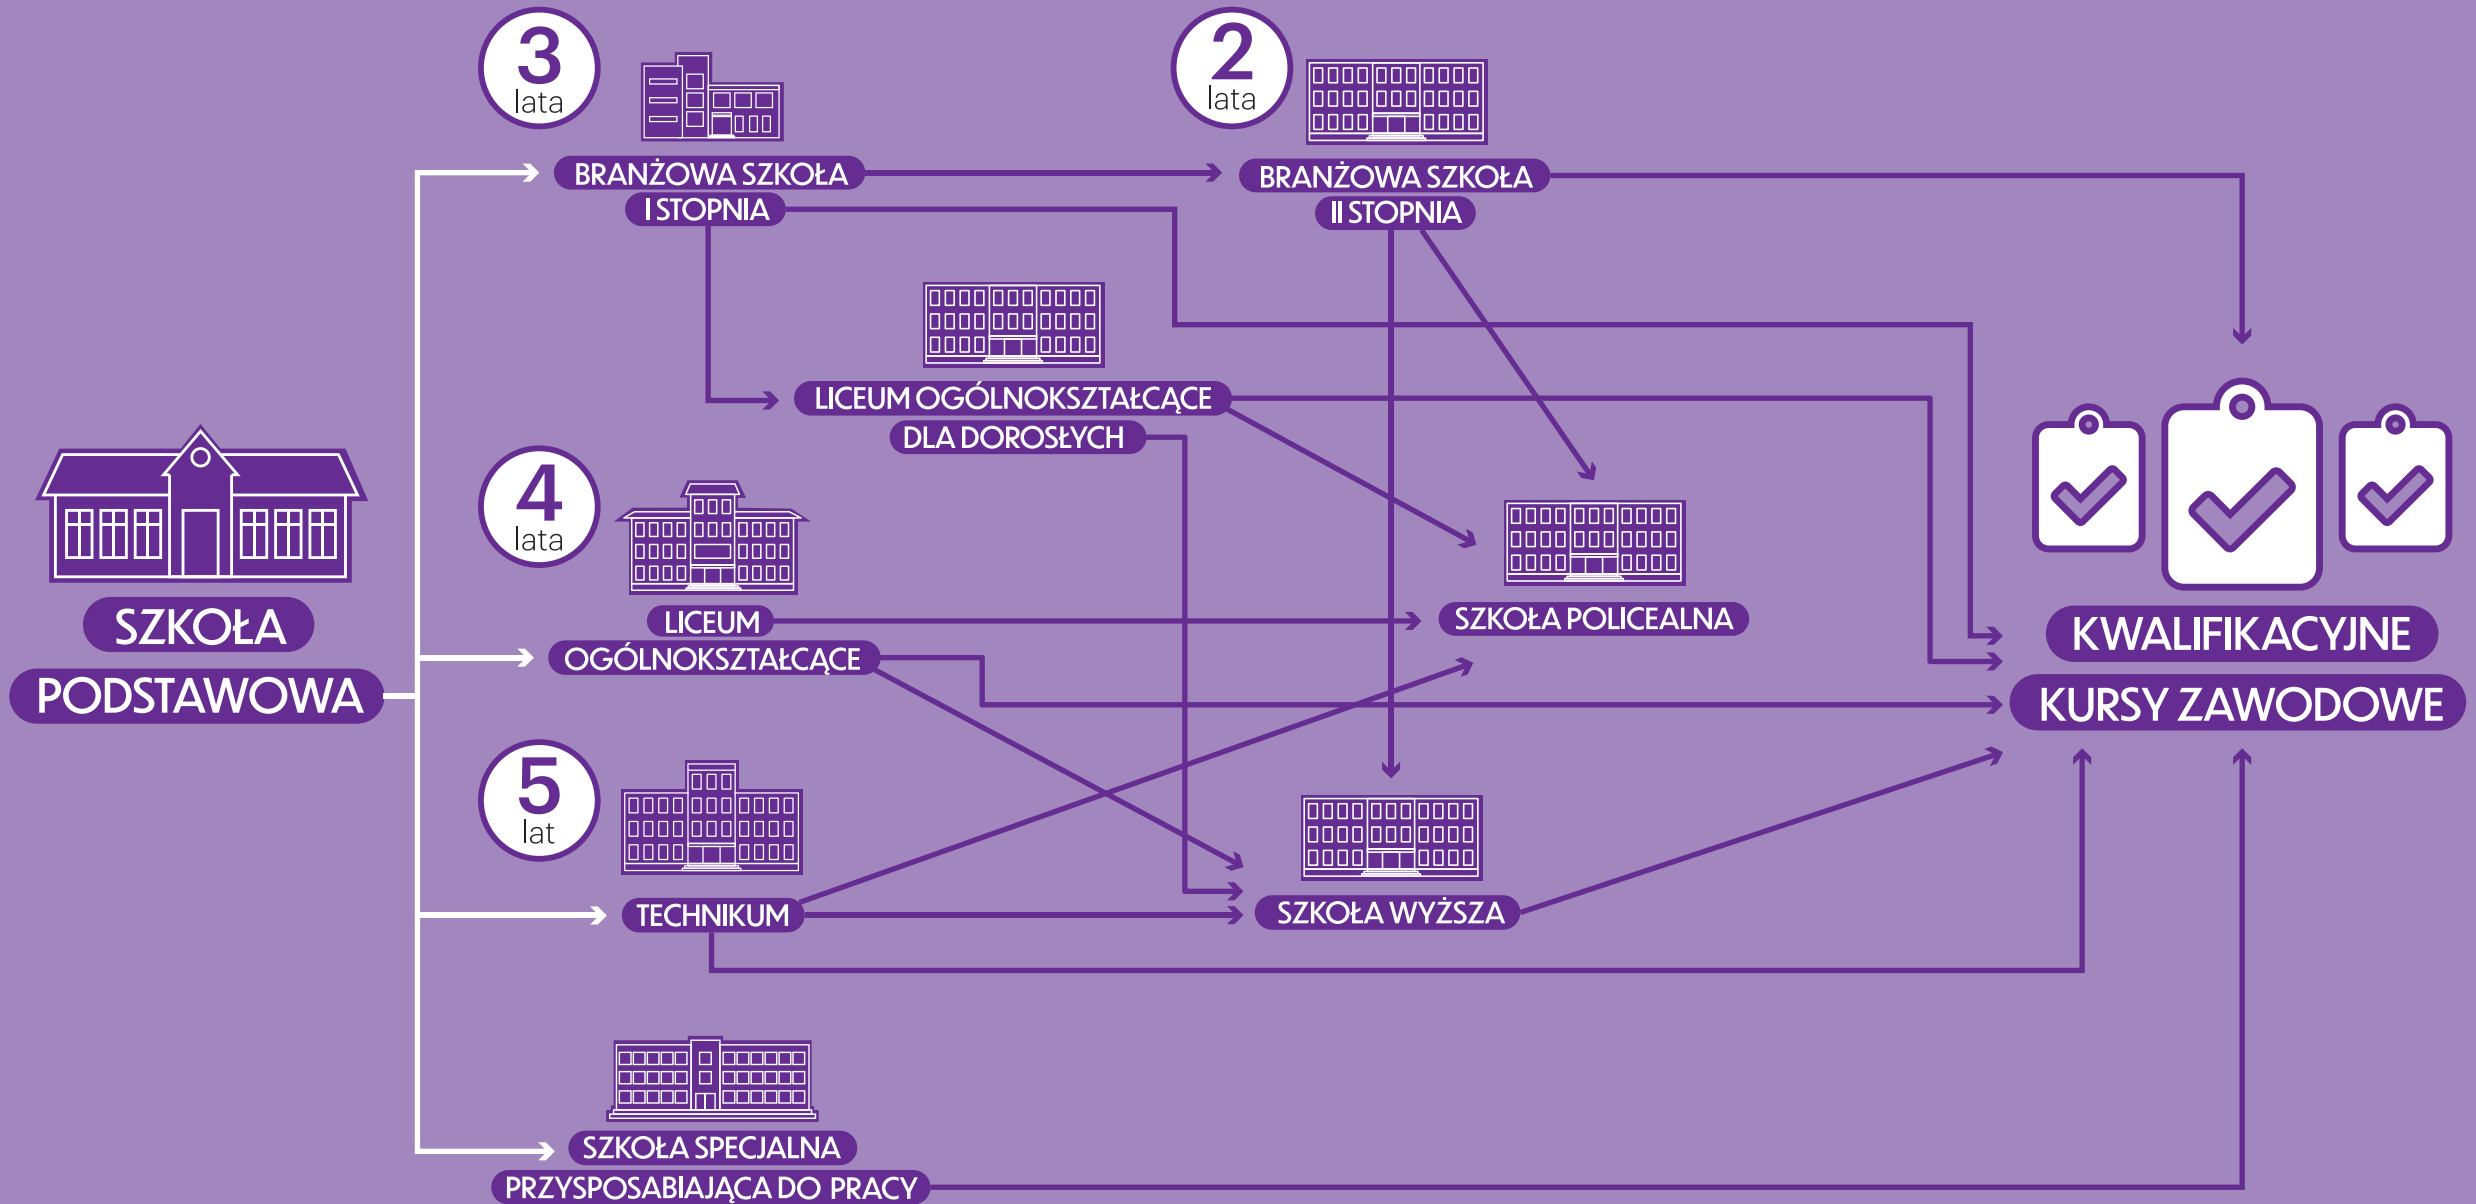 3
lata
BRANŻOWA SZKOŁA
I STOPNIA
2
lata
BRANŻOWA SZKOŁA
II STOPNIA
LICEUM OGÓLNOKSZTAŁCĄCE
DLA DOROSŁYCH
SZKOŁA
PODSTAWOWA
4
lata
LICEUM
OGÓLNOKSZTAŁCĄCE
SZKOŁA POLICEALNA
KWALIFIKACYJNE
KURSY ZAWODOWE
5
lat
TECHNIKUM
SZKOŁA WYŻSZA
SZKOŁA SPECJALNA
PRZYSPOSABIAJĄCA DO PRACY